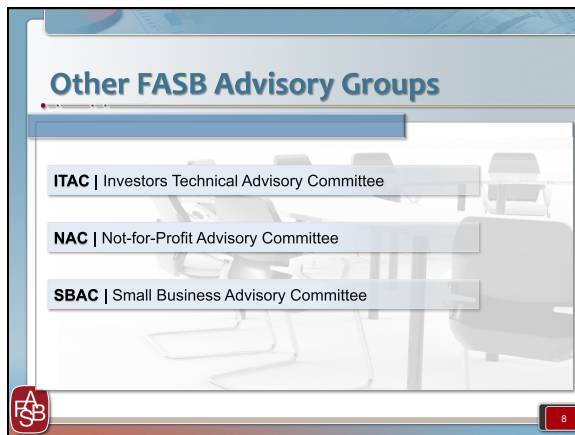 Other FASB Advisory Groups
ITAC | Investors Technical Advisory Committee
NAC | Not-for-Profit Advisory Committee
SBAC | Small Business Advisory Committee
FASB
8